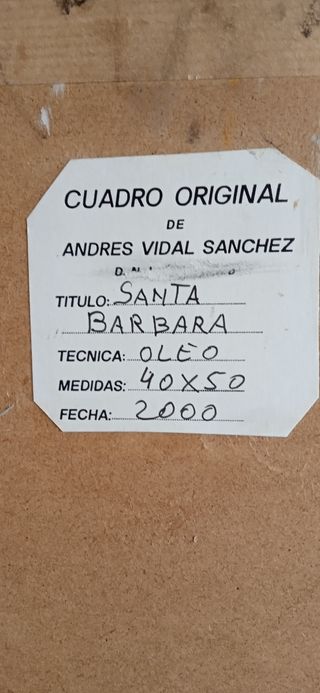 CUADRO ORIGINAL
DE
ANDRES VIDAL SANCHEZ
TITULO: SANTA
BARBARA
TECNICA: OLEO
MEDIDAS: 40X50
FECHA: 2000